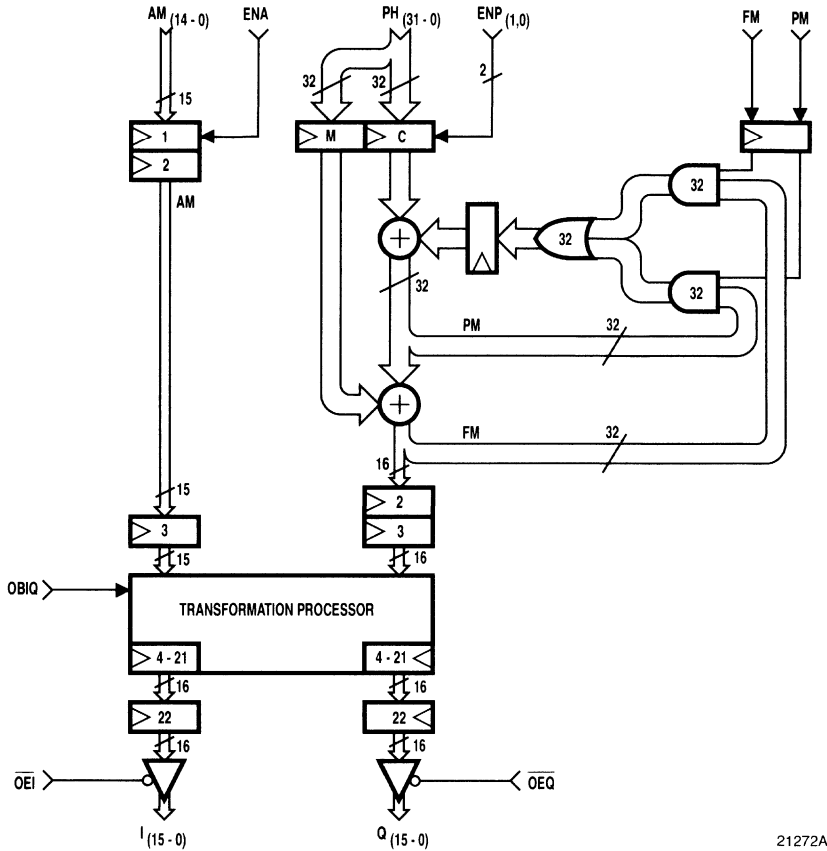 AM (14 - 0)
ENA
PH (31 - 0)
ENP (1,0)
FM
PM
15
32
32
2
1
2
M
C
AM
32
32
32
32
PM
32
FM
32
16
15
3
2
3
15
16
OBIQ
TRANSFORMATION PROCESSOR
4 - 21
4 - 21
16
16
22
22
16
16
OEI
OEQ
I (15 - 0)
Q (15 - 0)
21272A